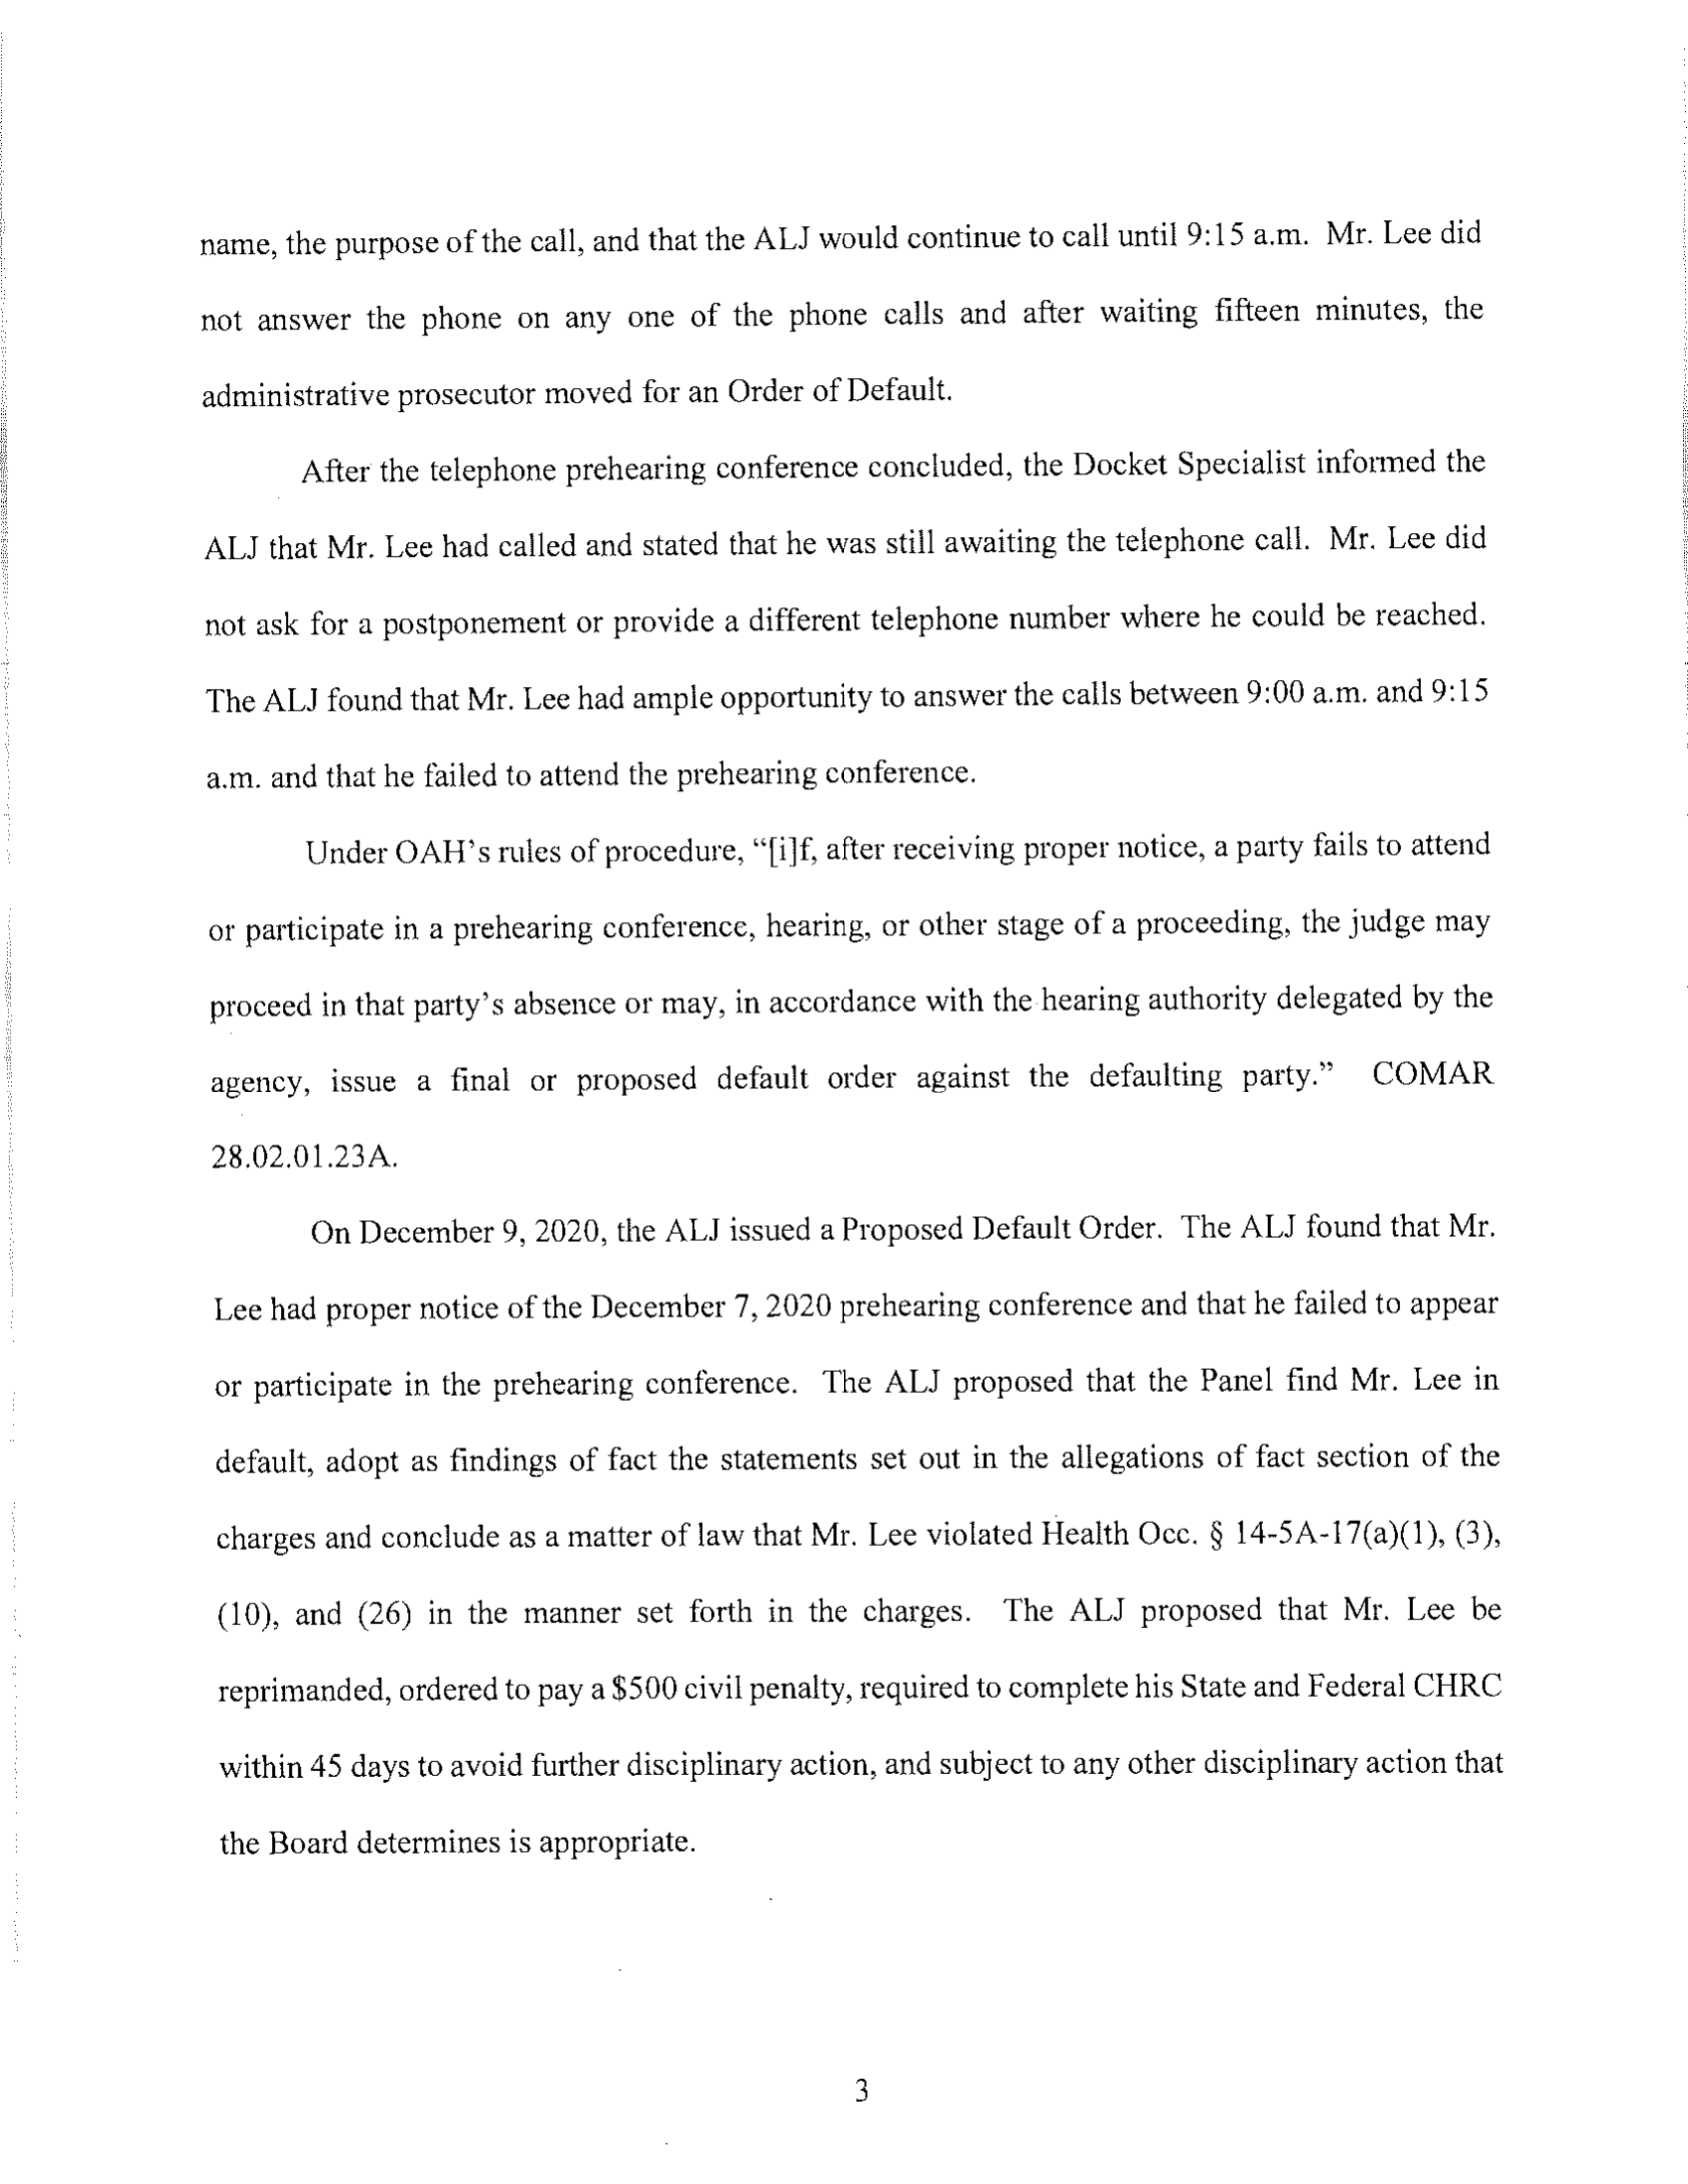 name, the purpose of the call, and that the ALJ would continue to call until 9:15 a.m. Mr. Lee did
not answer the phone on any one of the phone calls and after waiting fifteen minutes, the
administrative prosecutor moved for an Order of Default.
After the telephone prehearing conference concluded, the Docket Specialist informed the
ALJ that Mr. Lee had called and stated that he was still awaiting the telephone call. Mr. Lee did
not ask for a postponement or provide a different telephone number where he could be reached.
The ALJ found that Mr. Lee had ample opportunity to answer the calls between 9:00 a.m. and 9:15
a.m. and that he failed to attend the prehearing conference.
Under OAH's rules of procedure, “[i]f, after receiving proper notice, a party fails to attend
or participate in a prehearing conference, hearing, or other stage of a proceeding, the judge may
proceed in that party's absence or may, in accordance with the hearing authority delegated by the
agency, issue a final or proposed default order against the defaulting party.” COMAR
28.02.01.23A.
On December 9, 2020, the ALJ issued a Proposed Default Order. The ALJ found that Mr.
Lee had proper notice of the December 7, 2020 prehearing conference and that he failed to appear
or participate in the prehearing conference. The ALJ proposed that the Panel find Mr. Lee in
default, adopt as findings of fact the statements set out in the allegations of fact section of the
charges and conclude as a matter of law that Mr. Lee violated Health Occ. § 14-5A-17(a)(1), (3),
(10), and (26) in the manner set forth in the charges. The ALJ proposed that Mr. Lee be
reprimanded, ordered to pay a $500 civil penalty, required to complete his State and Federal CHRC
within 45 days to avoid further disciplinary action, and subject to any other disciplinary action that
the Board determines is appropriate.
3